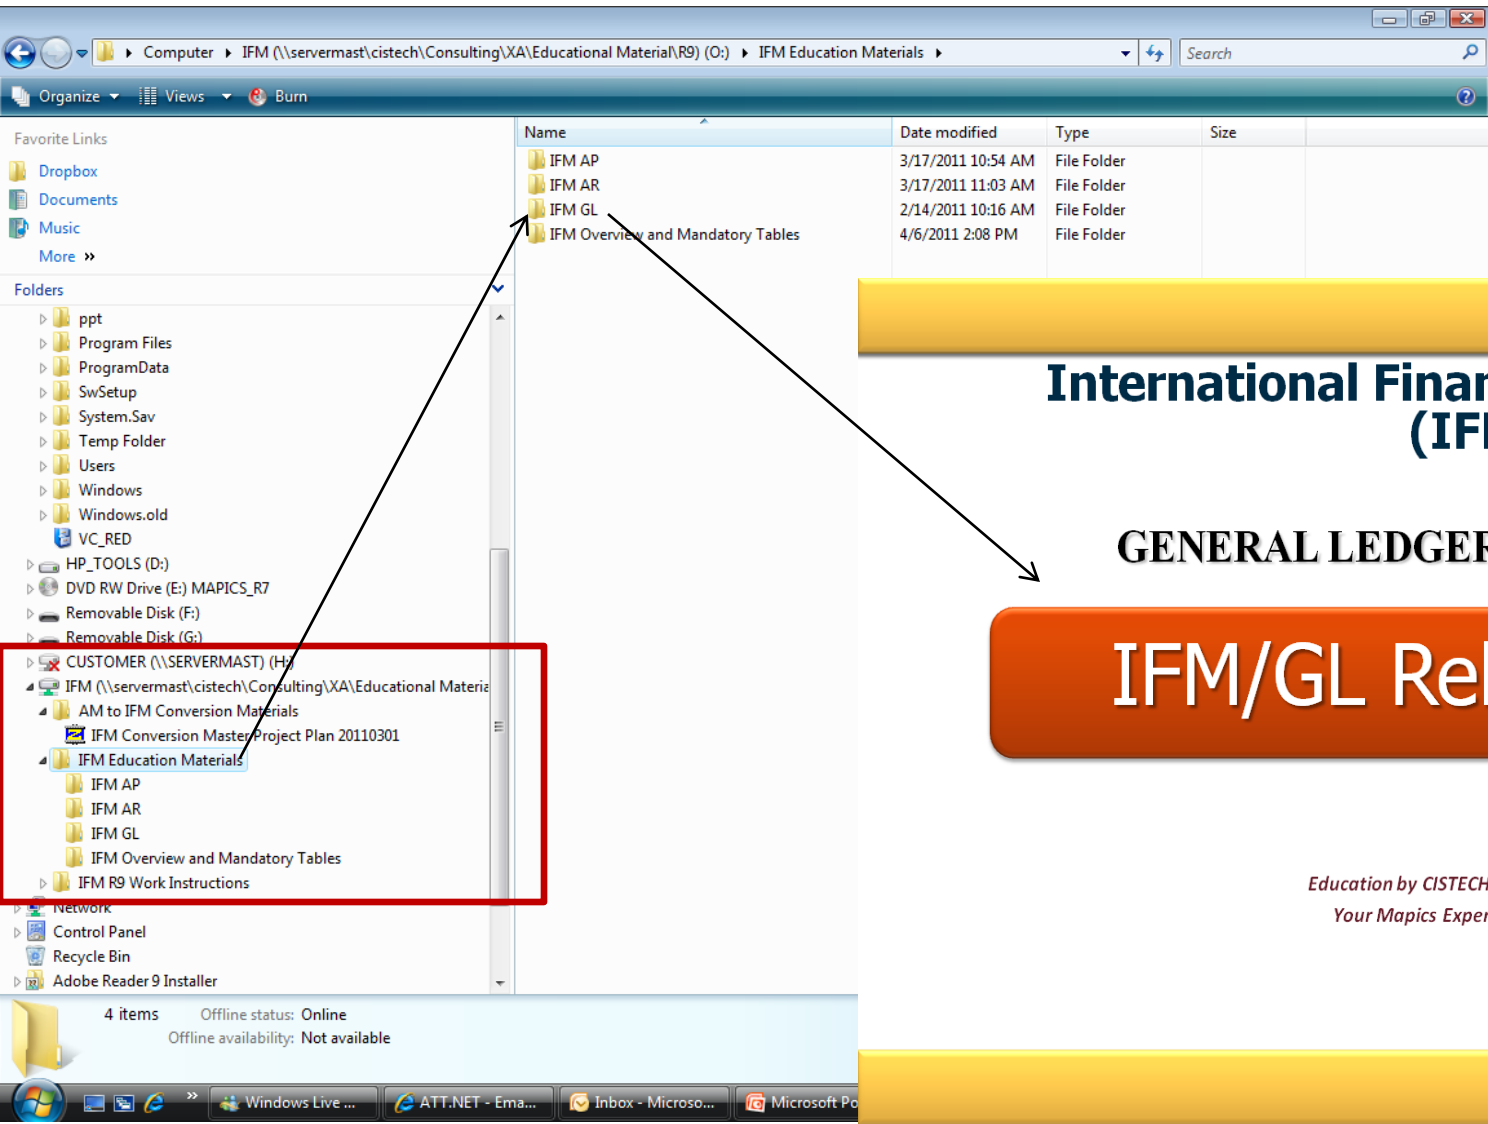 Computer ▸ IFM (\\servermast\cistech\Consulting\XA\Educational Material\R9) (O:) ▸ IFM Education Materials ▸
Search
Organize Views Burn
Favorite Links
Dropbox
Documents
Music
More »
Folders
ppt
Program Files
ProgramData
SwSetup
System.Sav
Temp Folder
Users
Windows
Windows.old
VC_RED
HP_TOOLS (D:)
DVD RW Drive (E:) MAPICS_R7
Removable Disk (F:)
Removable Disk (G:)
CUSTOMER (\\SERVERMAST) (H:)
IFM (\\servermast\cistech\Consulting\XA\Educational Materia
AM to IFM Conversion Materials
IFM Conversion Master Project Plan 20110301
IFM Education Materials
IFM AP
IFM AR
IFM GL
IFM Overview and Mandatory Tables
IFM R9 Work Instructions
Network
Control Panel
Recycle Bin
Adobe Reader 9 Installer
Name Date modified Type Size
IFM AP 3/17/2011 10:54 AM File Folder
IFM AR 3/17/2011 11:03 AM File Folder
IFM GL 2/14/2011 10:16 AM File Folder
IFM Overview and Mandatory Tables 4/6/2011 2:08 PM File Folder
International Finan
(IFM
GENERAL LEDGER
IFM/GL Rel
Education by CISTECH
Your Mapics Exper
4 items Offline status: Online
Offline availability: Not available
» Windows Live ... ATT.NET - Ema... Inbox - Microso... Microsoft Po